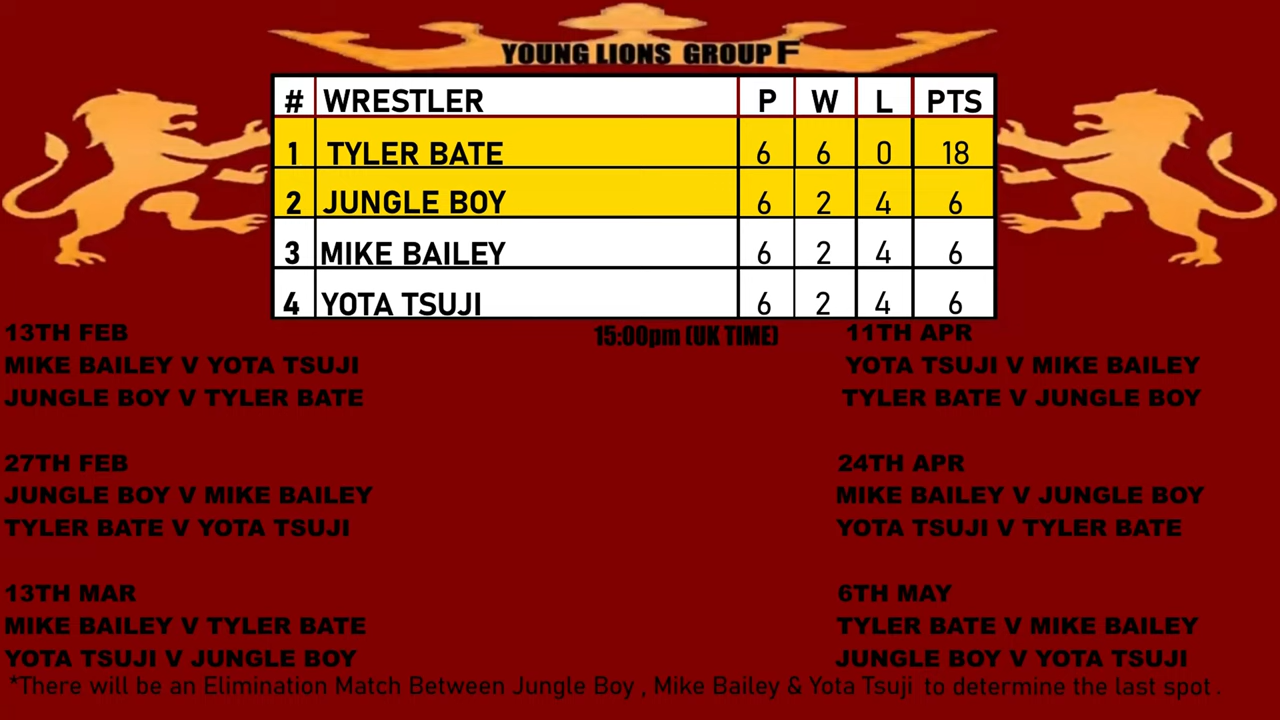 YOUNG LIONS GROUP F
# WRESTLER P W L PTS
1 TYLER BATE 6 6 0 18
2 JUNGLE BOY 6 2 4 6
3 MIKE BAILEY 6 2 4 6
4 YOTA TSUJI 6 2 4 6
15:00pm (UK TIME)
13TH FEB
MIKE BAILEY V YOTA TSUJI
JUNGLE BOY V TYLER BATE
27TH FEB
JUNGLE BOY V MIKE BAILEY
TYLER BATE V YOTA TSUJI
13TH MAR
MIKE BAILEY V TYLER BATE
YOTA TSUJI V JUNGLE BOY
11TH APR
YOTA TSUJI V MIKE BAILEY
TYLER BATE V JUNGLE BOY
24TH APR
MIKE BAILEY V JUNGLE BOY
YOTA TSUJI V TYLER BATE
6TH MAY
TYLER BATE V MIKE BAILEY
JUNGLE BOY V YOTA TSUJI
*There will be an Elimination Match Between Jungle Boy , Mike Bailey & Yota Tsuji to determine the last spot .